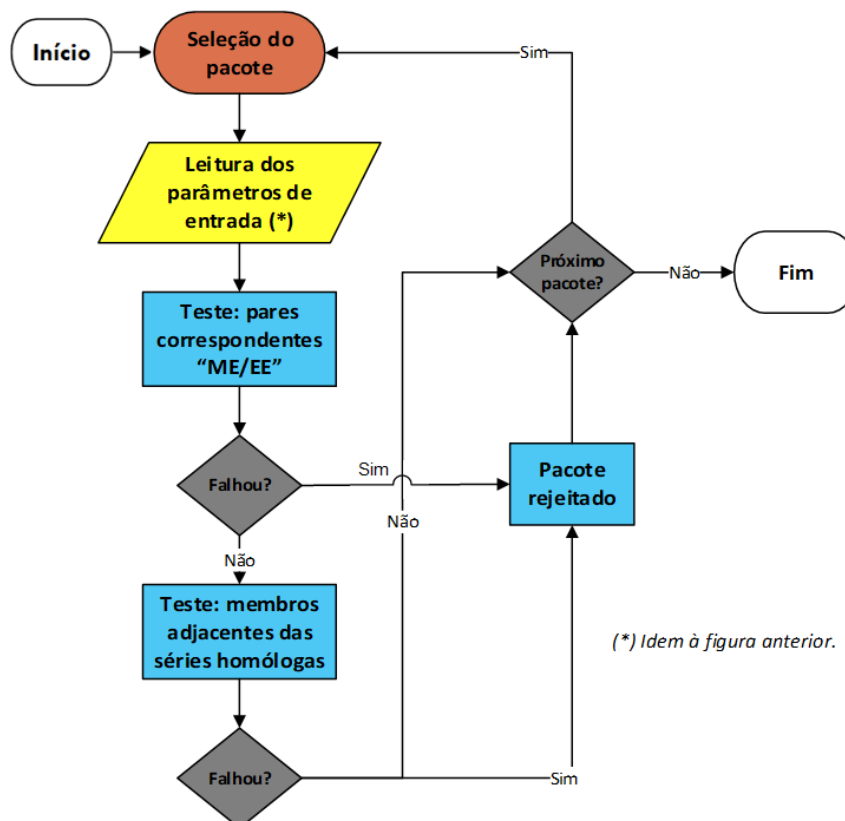 Início
Seleção do
pacote
Sim
Leitura dos
parâmetros de
entrada (*)
Próximo
pacote?
Não
Fim
Teste: pares
correspondentes
“ME/EE”
Falhou?
Sim
Pacote
rejeitado
Não
Não
Teste: membros
adjacentes das
séries homólogas
(*) Idem à figura anterior.
Falhou?
Sim